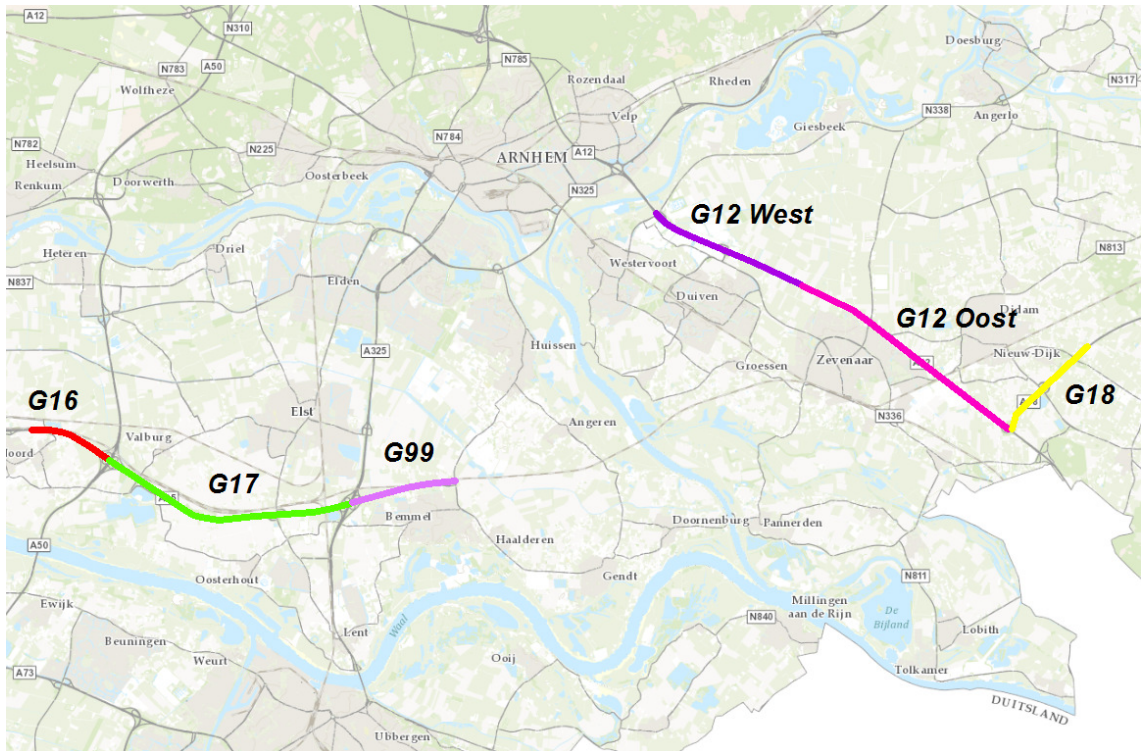 A12
N310
Doesburg
A50
N783
N785
Rozendaal
Rheden
N317
Wolfheze
N338
Velp
Angerlo
Giesbeek
N782
N784
N225
ARNHEM
A12
Heelsum
Oosterbeek
Renkum
Doorwerth
N325
G12 West
Driel
Heteren
N813
Westervoort
N837
Elden
Duiven
Didam
G12 Oost
Huissen
A325
Nieuw-Dijk
Zevenaar
Groessen
G18
G16
Elst
N336
Angeren
Valburg
G99
G17
Bemmel
Doornenburg
Pannerden
Haalderen
A50
Oosterhout
Gendt
N811
Ewijk
Millingen
aan de Rijn
De
Bijland
N840
Waal
Lent
Lobith
Beuningen
Ooij
Weurt
A73
Tolkamer
DUITSLAND
Ubbergen